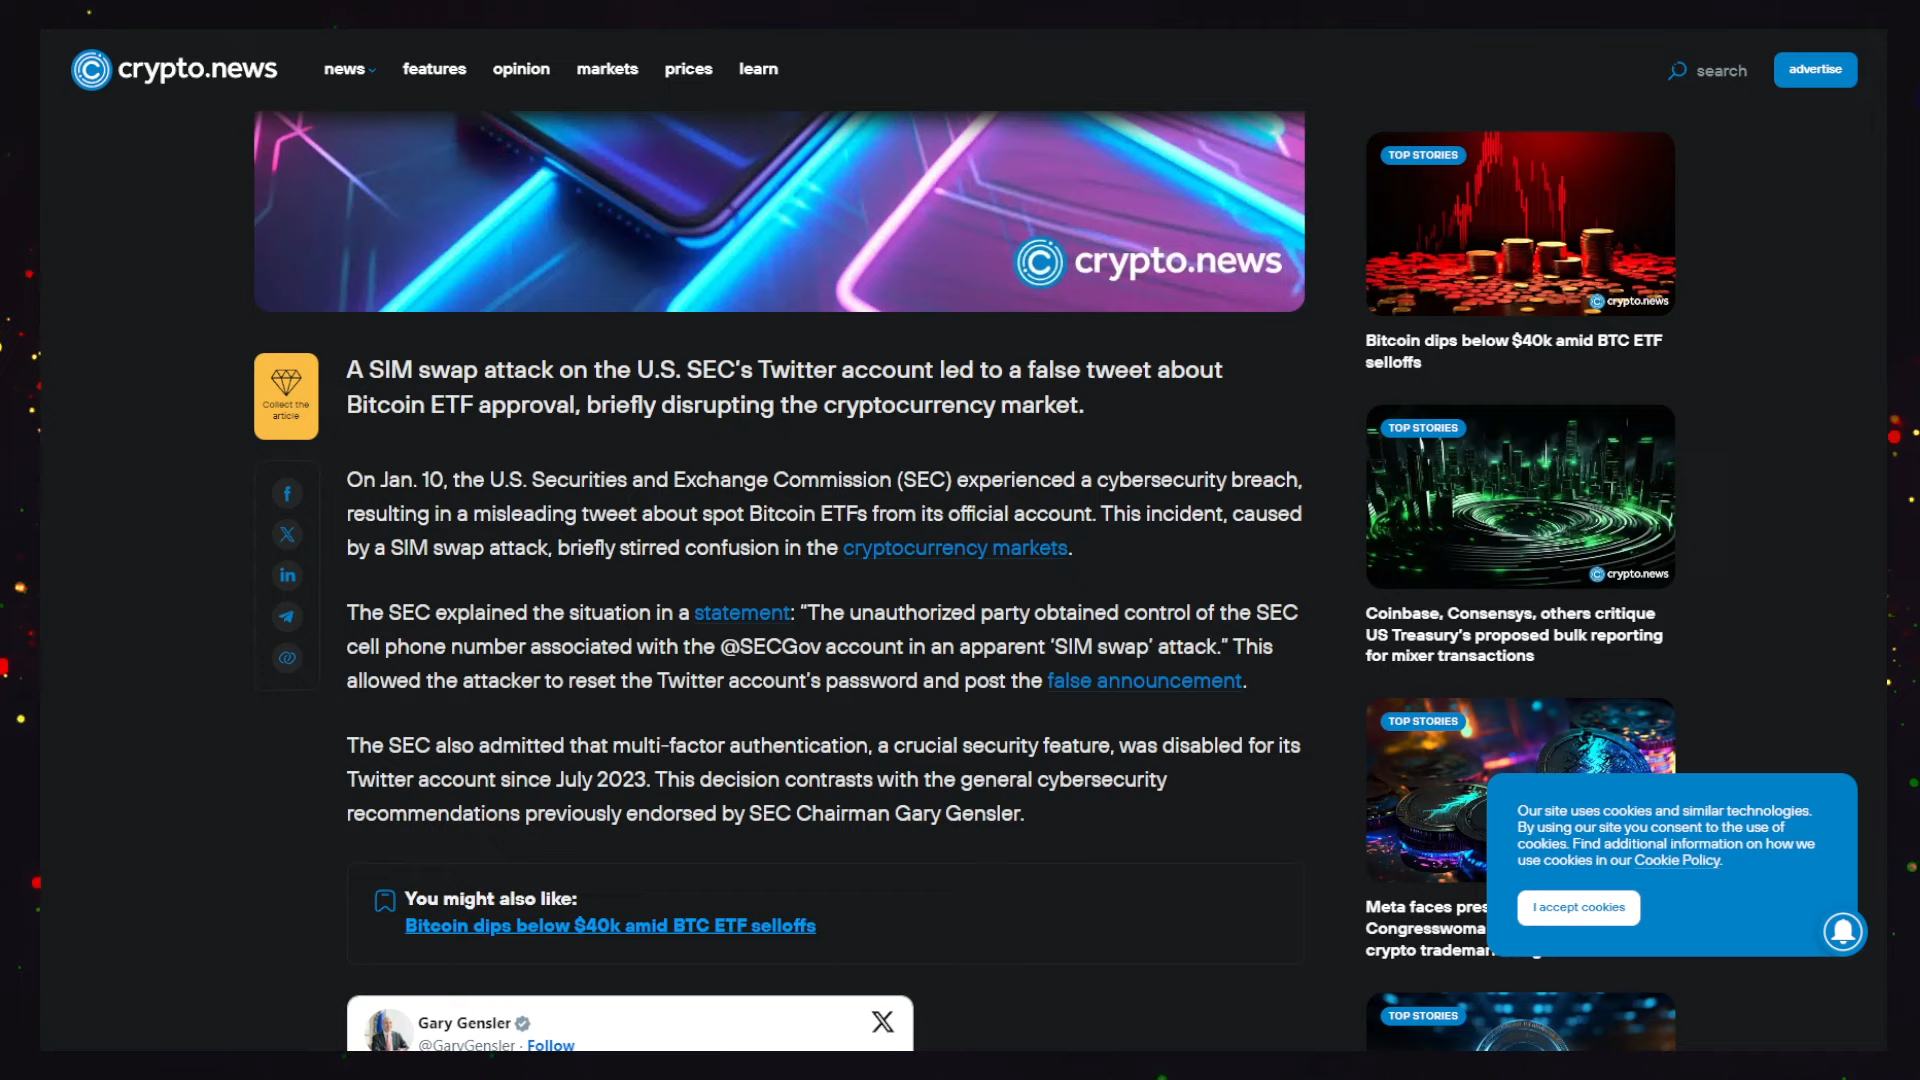 crypto.news
news
features
opinion
markets
prices
learn
search
advertise
crypto.news
Collect the
article
A SIM swap attack on the U.S. SEC’s Twitter account led to a false tweet about
Bitcoin ETF approval, briefly disrupting the cryptocurrency market.
On Jan. 10, the U.S. Securities and Exchange Commission (SEC) experienced a cybersecurity breach,
resulting in a misleading tweet about spot Bitcoin ETFs from its official account. This incident, caused
by a SIM swap attack, briefly stirred confusion in the cryptocurrency markets.
The SEC explained the situation in a statement: “The unauthorized party obtained control of the SEC
cell phone number associated with the @SECGov account in an apparent ‘SIM swap’ attack.” This
allowed the attacker to reset the Twitter account’s password and post the false announcement.
The SEC also admitted that multi-factor authentication, a crucial security feature, was disabled for its
Twitter account since July 2023. This decision contrasts with the general cybersecurity
recommendations previously endorsed by SEC Chairman Gary Gensler.
You might also like:
Bitcoin dips below $40k amid BTC ETF selloffs
Gary Gensler
@GaryGensler · Follow
TOP STORIES
crypto.news
Bitcoin dips below $40k amid BTC ETF
selloffs
TOP STORIES
crypto.news
Coinbase, Consensys, others critique
US Treasury’s proposed bulk reporting
for mixer transactions
TOP STORIES
Meta faces
Congresswoma
crypto
TOP STORIES
Our site uses cookies and similar technologies.
By using our site you consent to the use of
cookies. Find additional information on how we
use cookies in our Cookie Policy.
I accept cookies